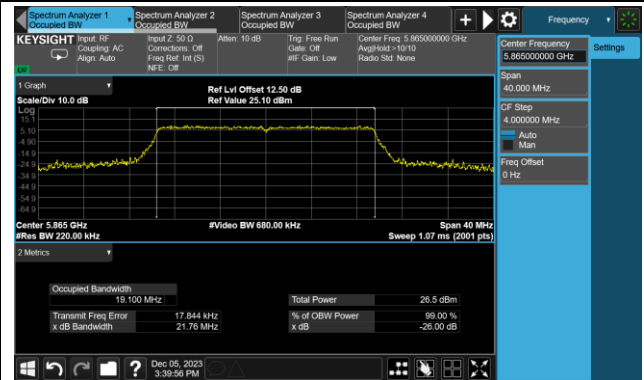 Spectrum Analyzer 1
Occupied BW
Spectrum Analyzer 2
Occupied BW
Spectrum Analyzer 3
Occupied BW
Spectrum Analyzer 4
Occupied BW
+
Frequency
KEYSIGHT
Input: RF
Coupling: AC
Align: Auto
Input Z: 50 Ω
Corrections: Off
Freq Ref: Int (S)
NFE: Off
Atten: 10 dB
Trig: Free Run
Gate: Off
#IF Gain: Low
Center Freq: 5.865000000 GHz
Avg|Hold:>10/10
Radio Std: None
Center Frequency
5.865000000 GHz
Settings
Span
40.000 MHz
CF Step
4.000000 MHz
Auto
Man
Freq Offset
0 Hz
1 Graph
Scale/Div 10.0 dB
Ref Lvl Offset 12.50 dB
Ref Value 25.10 dBm
Log
15.1
5.10
-4.90
-14.9
-24.9
-34.9
-44.9
-54.9
-64.9
Center 5.865 GHz
#Res BW 220.00 kHz
#Video BW 680.00 kHz
Span 40 MHz
Sweep 1.07 ms (2001 pts)
2 Metrics
Occupied Bandwidth
19.100 MHz
Total Power 26.5 dBm
Transmit Freq Error 17.844 kHz
% of OBW Power 99.00 %
x dB Bandwidth 21.76 MHz
x dB -26.00 dB
?
Dec 05, 2023
3:39:56 PM